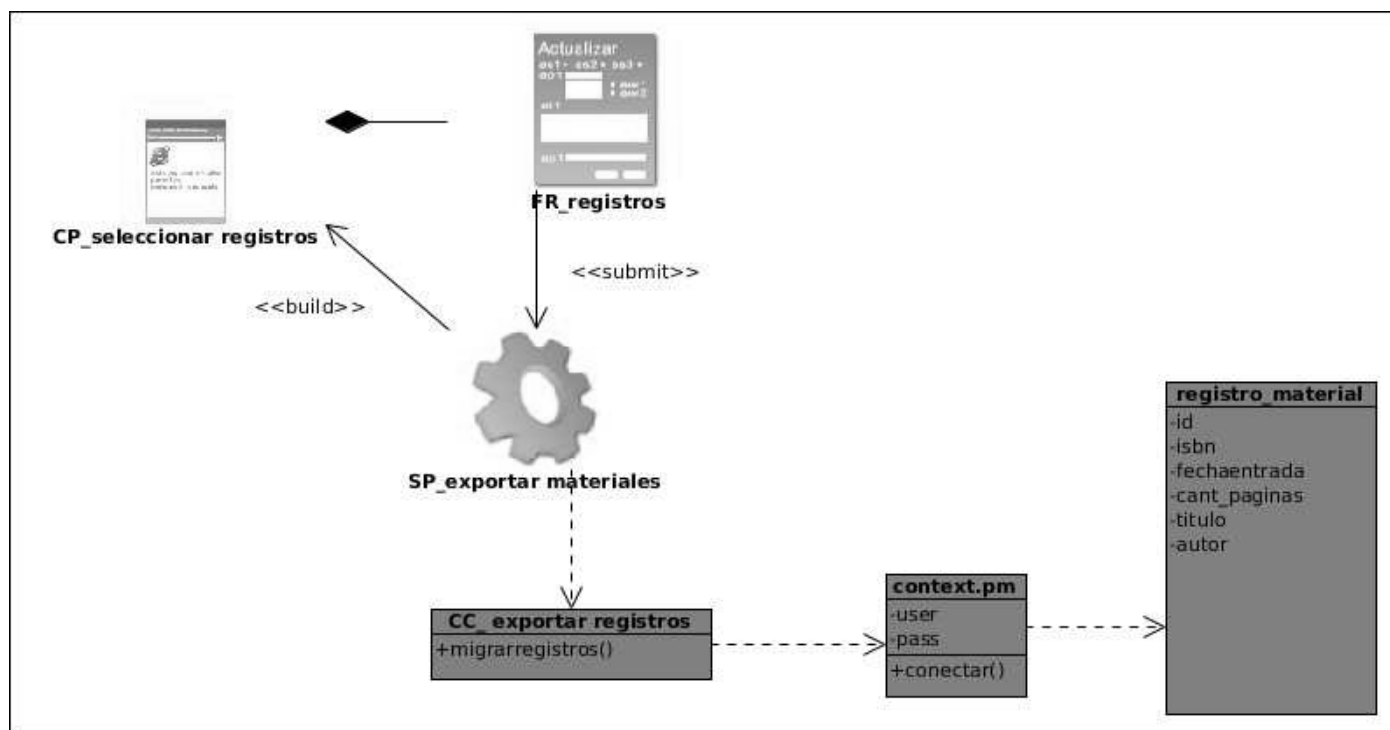 Actualizar
CP_seleccionar registros
FR_registros
<<submit>>
<<build>>
SP_exportar materiales
registro_material
-id
-isbn
-fechaentrada
-cant_paginas
-titulo
-autor
CC_ exportar registros
+migrarregistros()
context.pm
-user
-pass
+conectar()